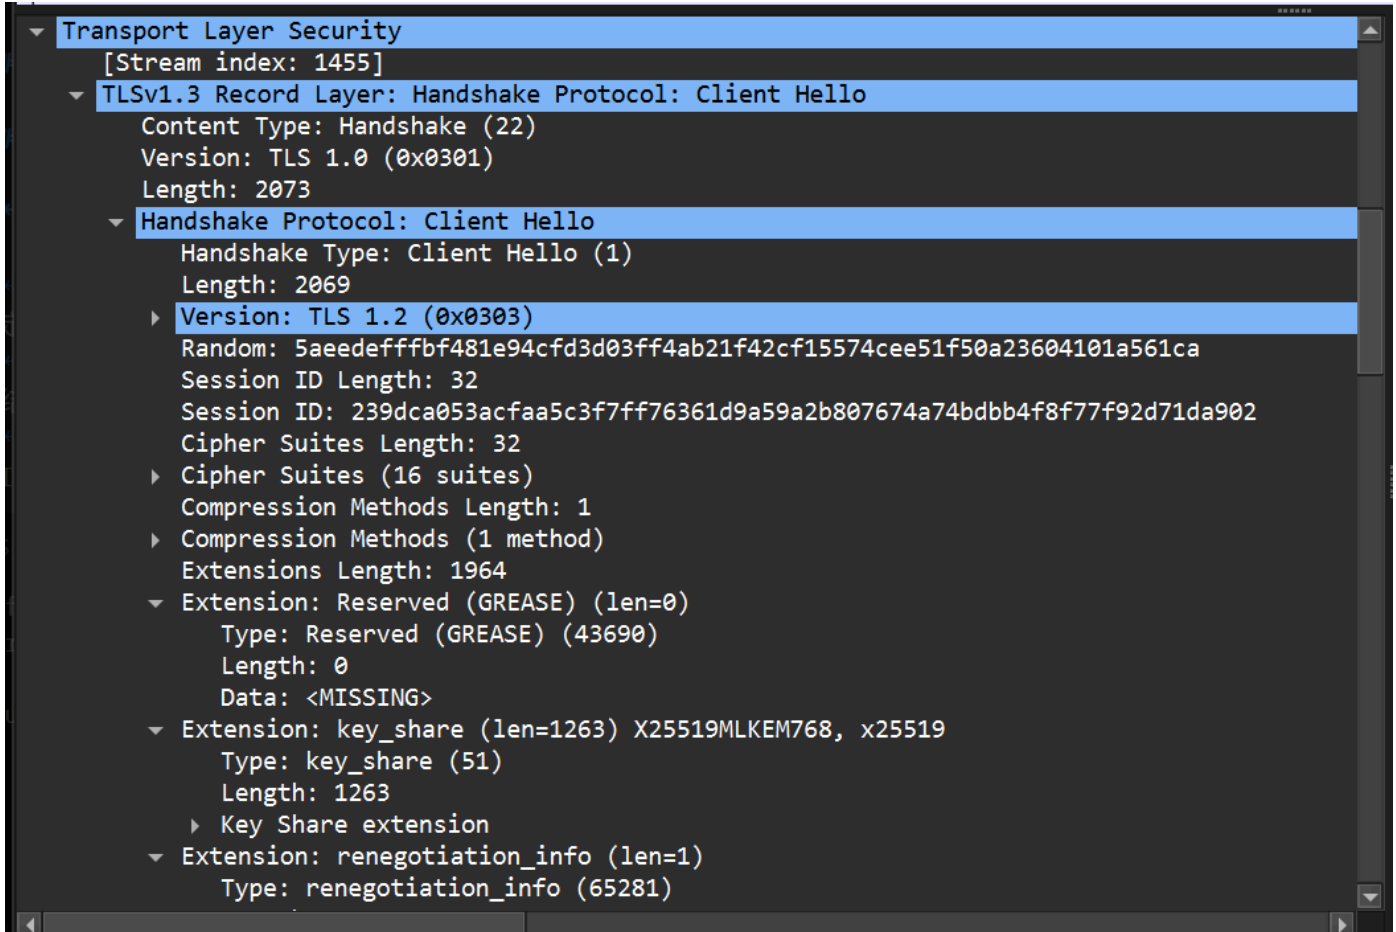 Transport Layer Security
[Stream index: 1455]
TLSv1.3 Record Layer: Handshake Protocol: Client Hello
Content Type: Handshake (22)
Version: TLS 1.0 (0x0301)
Length: 2073
Handshake Protocol: Client Hello
Handshake Type: Client Hello (1)
Length: 2069
Version: TLS 1.2 (0x0303)
Random: 5aeedefffbf481e94cfd3d03ff4ab21f42cf15574cee51f50a23604101a561ca
Session ID Length: 32
Session ID: 239dca053acfaa5c3f7ff76361d9a59a2b807674a74bdbb4f8f77f92d71da902
Cipher Suites Length: 32
Cipher Suites (16 suites)
Compression Methods Length: 1
Compression Methods (1 method)
Extensions Length: 1964
Extension: Reserved (GREASE) (len=0)
Type: Reserved (GREASE) (43690)
Length: 0
Data: <MISSING>
Extension: key_share (len=1263) X25519MLKEM768, x25519
Type: key_share (51)
Length: 1263
Key Share extension
Extension: renegotiation_info (len=1)
Type: renegotiation_info (65281)